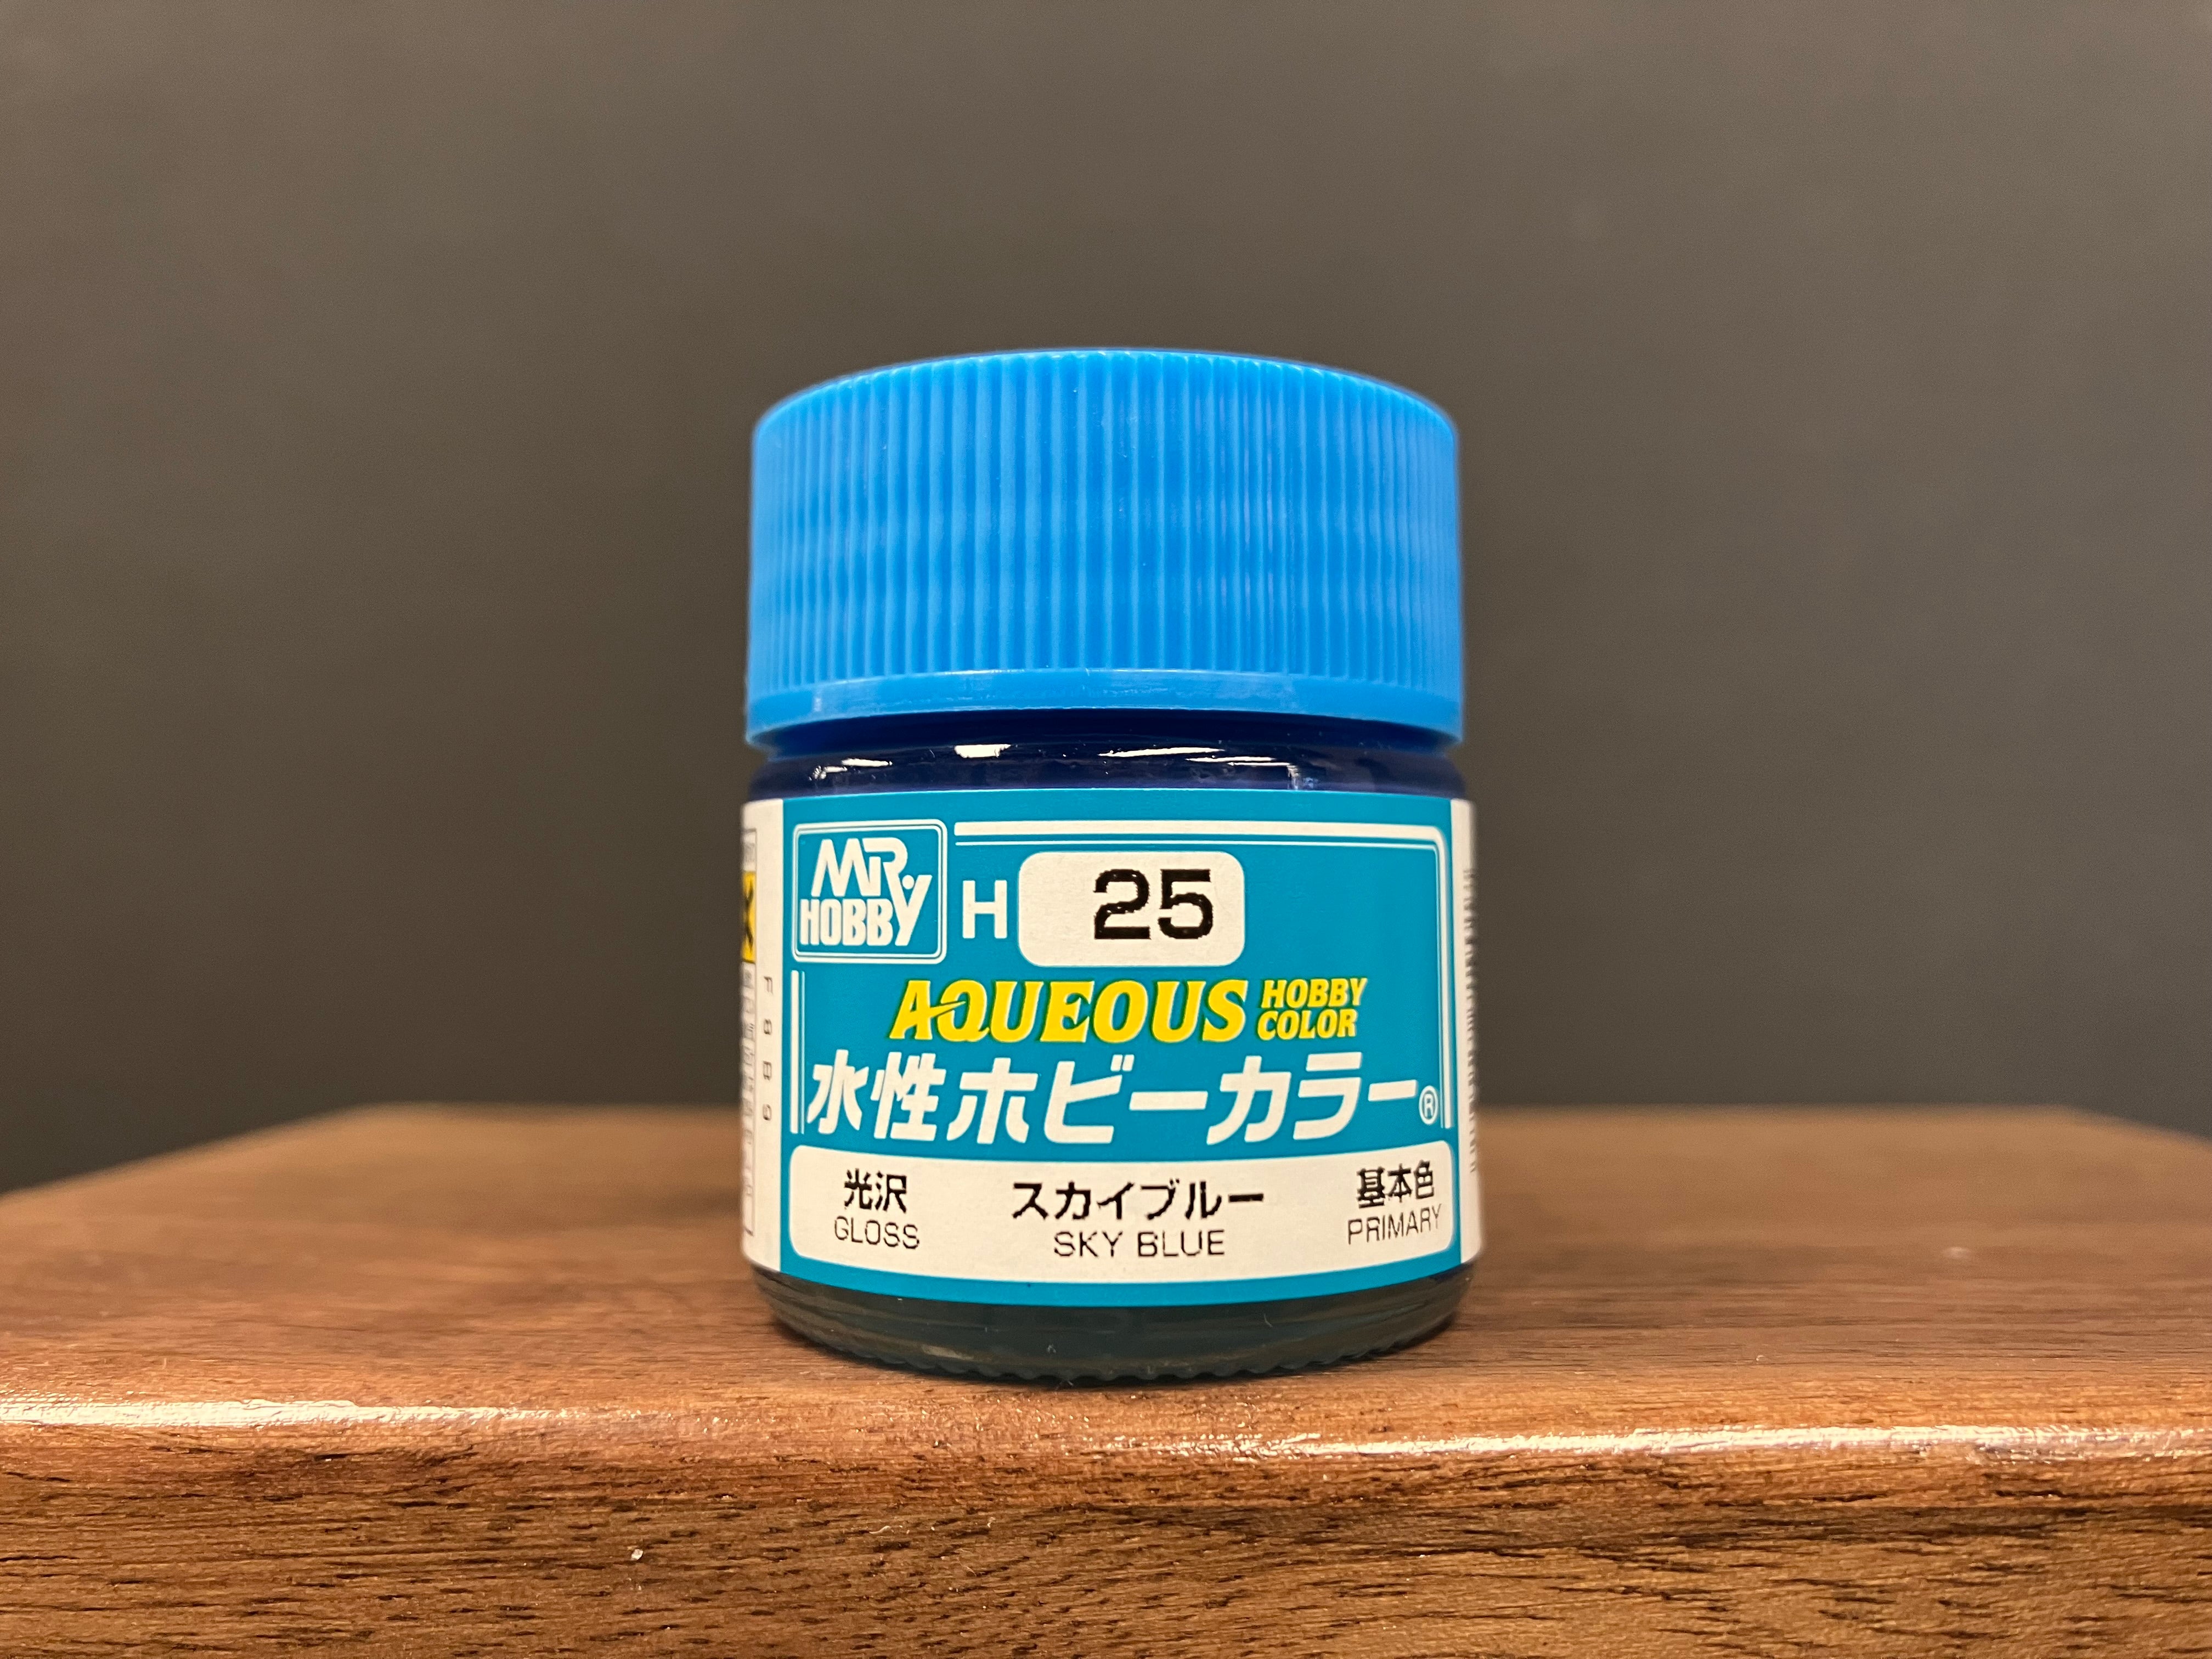 MR.
HOBBY
H 25
AQUEOUS HOBBY COLOR
水性ホビーカラー®
光沢 スカイブルー 基本色
GLOSS SKY BLUE PRIMARY